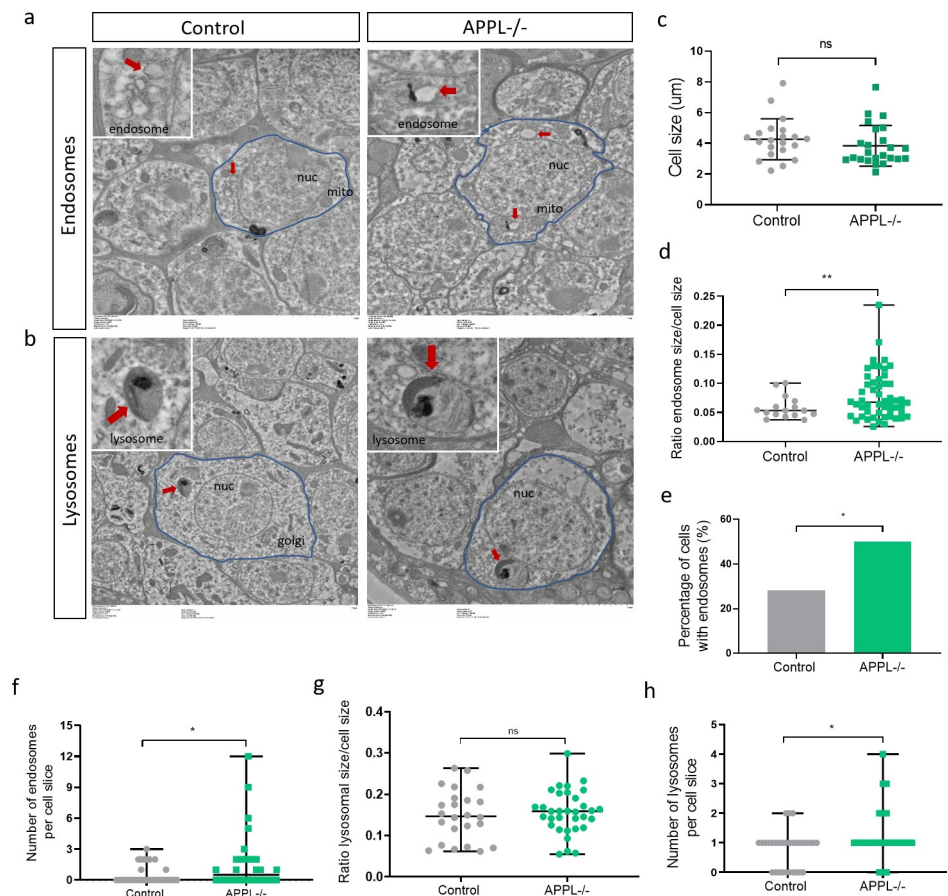 a
Control
APPL-/-
Endosomes
endosome
nuc
mito
endosome
nuc
mito
b
Lysosomes
lysosome
nuc
golgi
lysosome
nuc
c
ns
Cell size (um)
10
8
6
4
2
0
Control
APPL-/-
d
**
Ratio endosome size/cell size
0.25
0.20
0.15
0.10
0.05
0.00
Control
APPL-/-
e
*
Percentage of cells
with endosomes (%)
60
40
20
0
Control
APPL-/-
f
*
Number of endosomes
per cell slice
15
12
9
6
3
0
Control
APPL-/-
g
ns
Ratio lysosomal size/cell size
0.4
0.3
0.2
0.1
0.0
Control
APPL-/-
h
*
Number of lysosomes
per cell slice
5
4
3
2
1
0
Control
APPL-/-